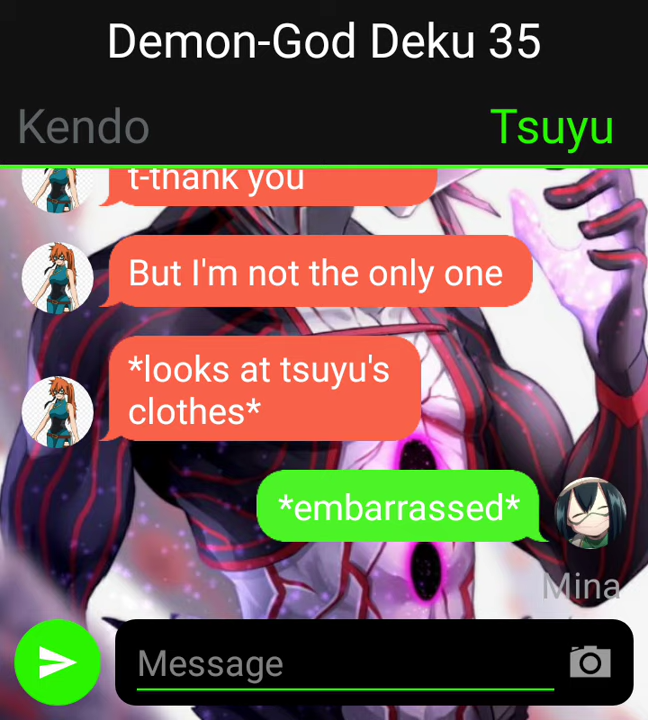 Demon-God Deku 35
Kendo
Tsuyu
t-thank you
But I'm not the only one
*looks at tsuyu's
clothes*
*embarrassed*
Mina
Message